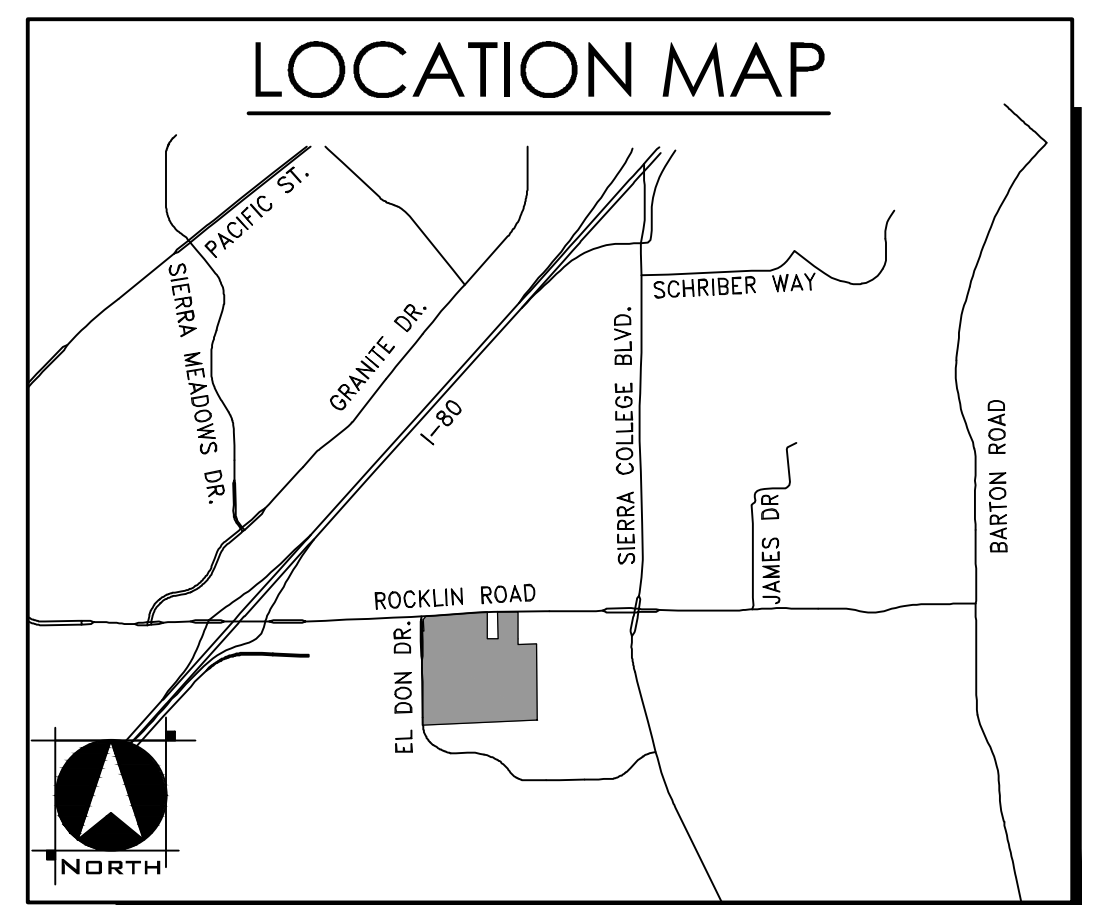 LOCATION MAP
PACIFIC ST.
SIERRA MEADOWS DR.
GRANITE DR.
I-80
SCHRIBER WAY
SIERRA COLLEGE BLVD.
BARTON ROAD
JAMES DR
ROCKLIN ROAD
EL DON DR.
NORTH